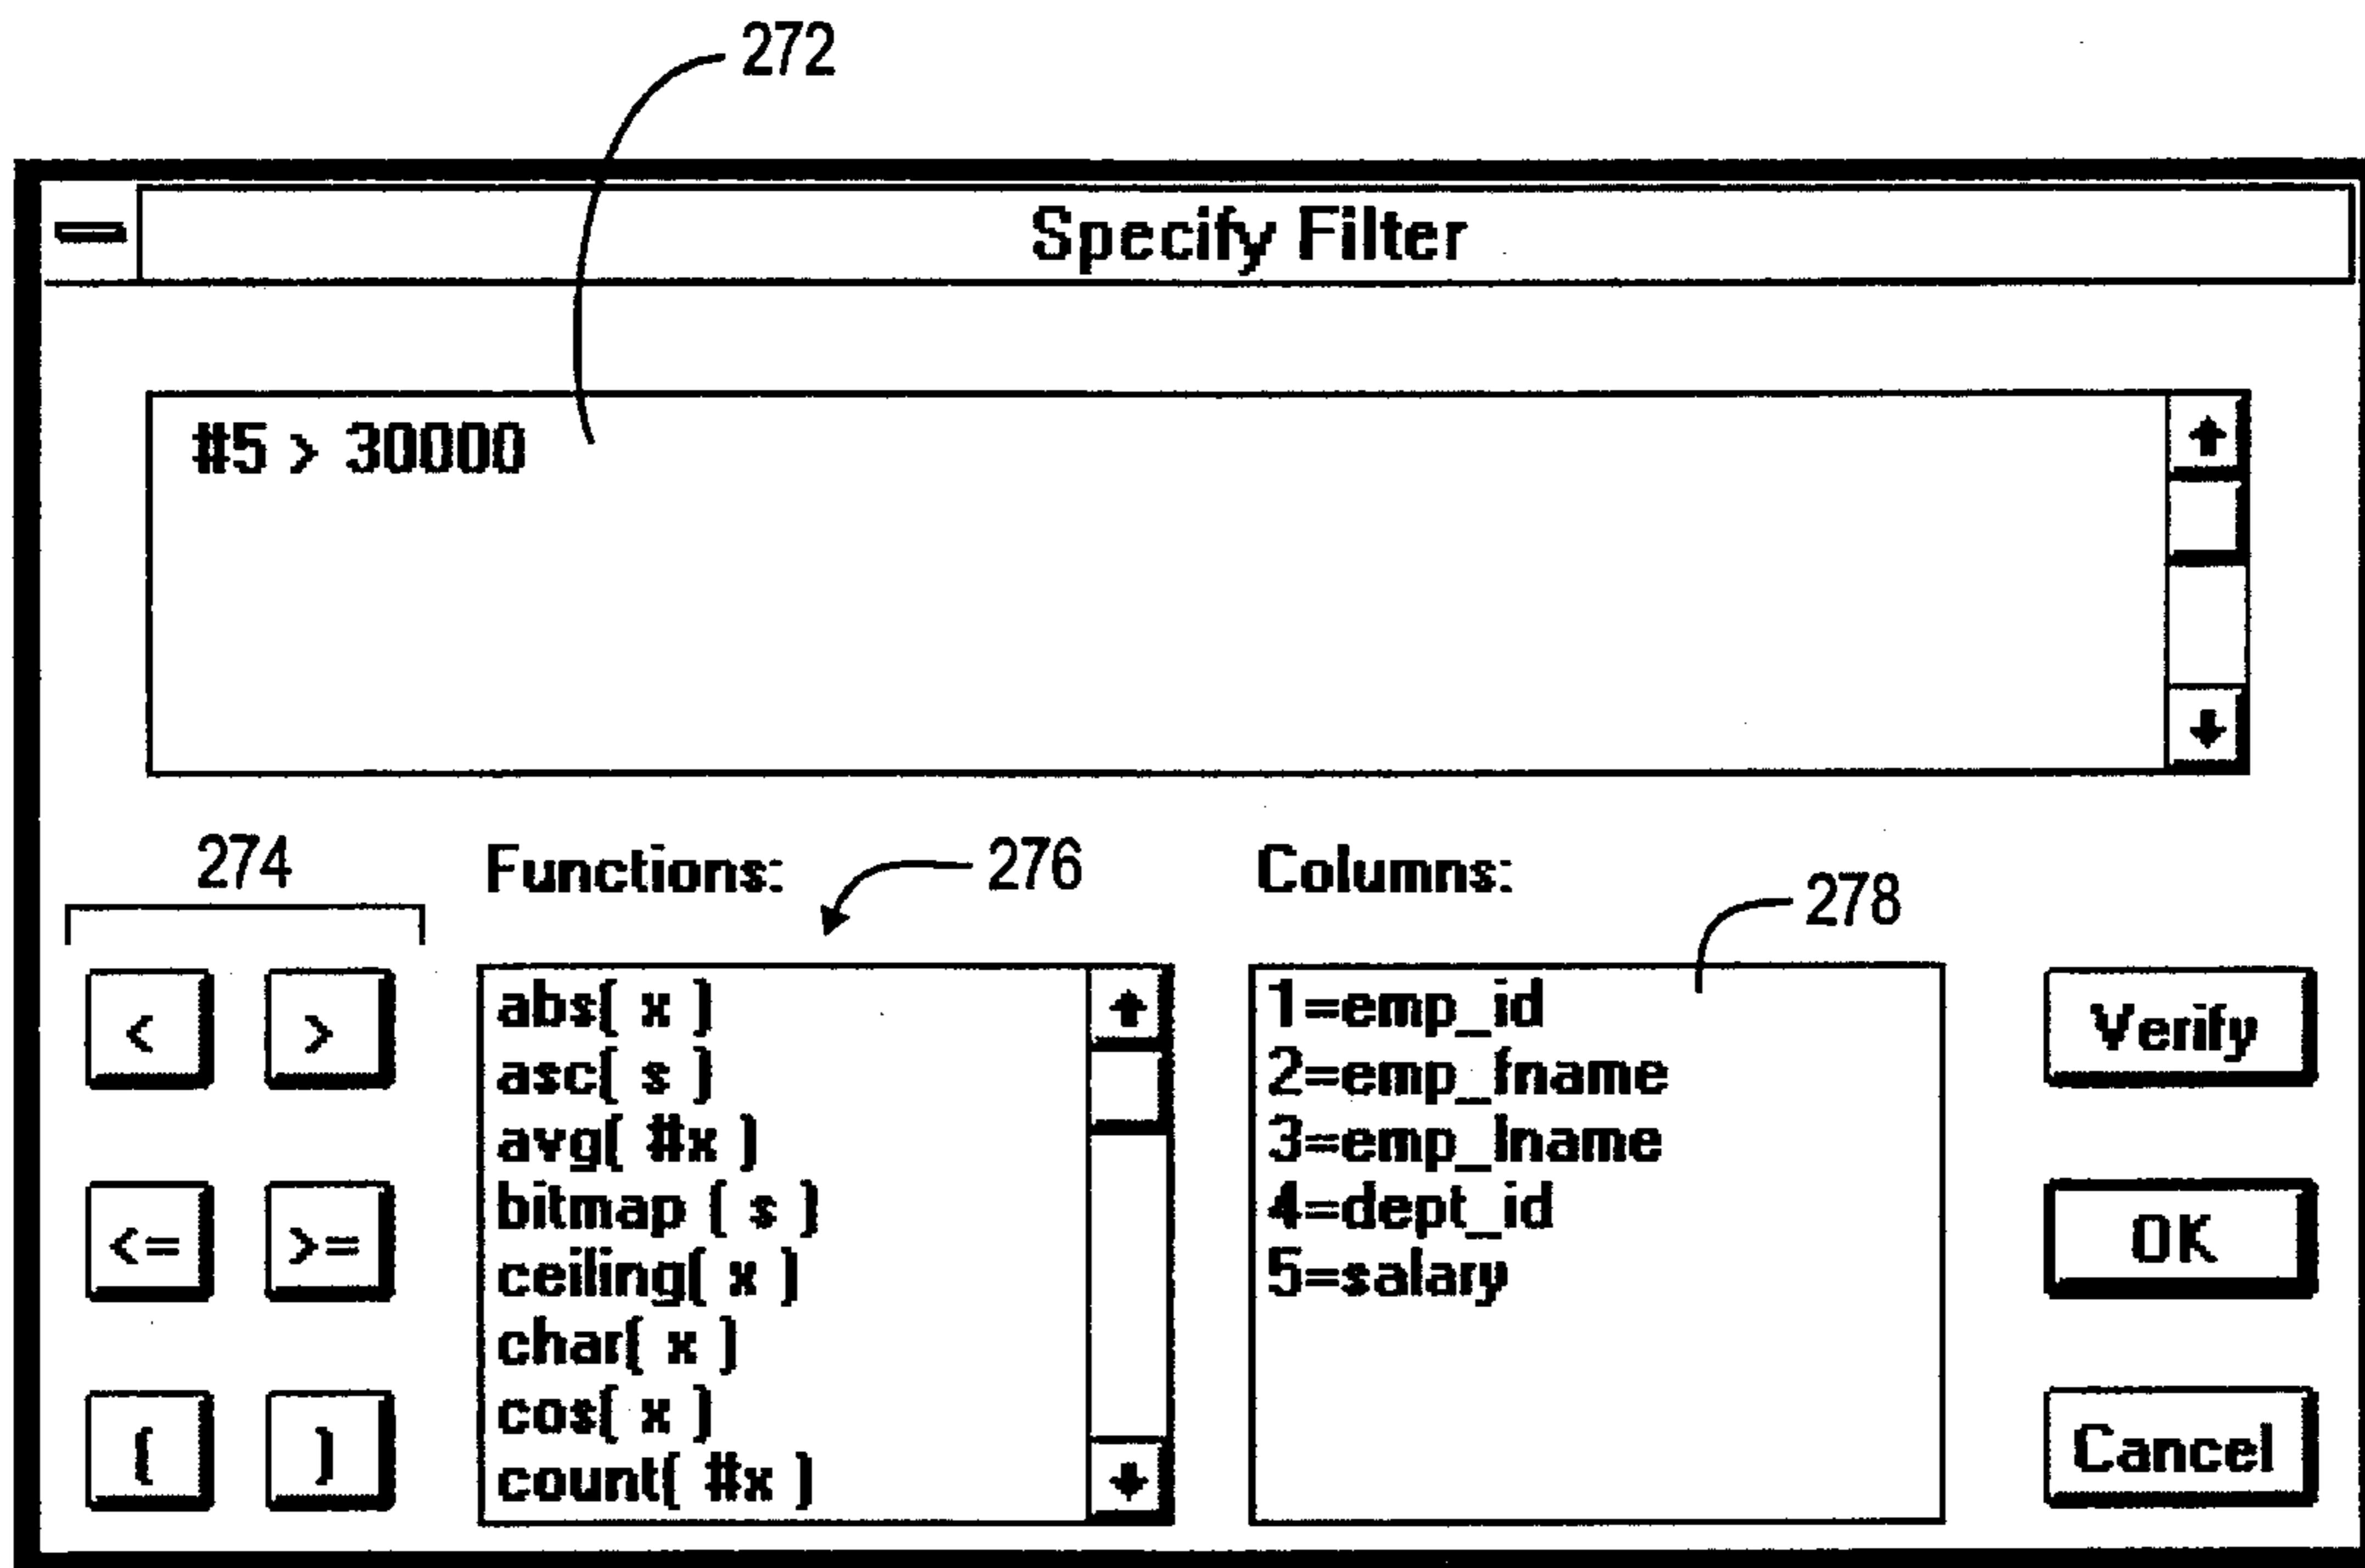 272
Specify Filter
#5 > 30000
274
Functions:
276
Columns:
278
< >
<= >=
( )
abs( x )
asc( s )
avg( #x )
bitmap ( s )
ceiling( x )
char( x )
cos( x )
count( #x )
1=emp_id
2=emp_fname
3=emp_lname
4=dept_id
5=salary
Verify
OK
Cancel